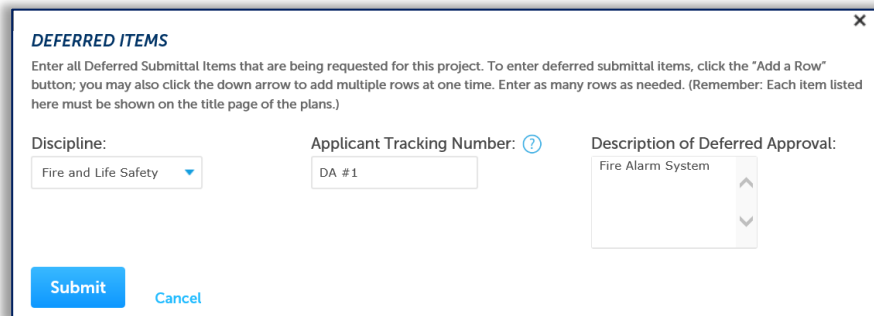 DEFERRED ITEMS
Enter all Deferred Submittal Items that are being requested for this project. To enter deferred submittal items, click the "Add a Row"
button; you may also click the down arrow to add multiple rows at one time. Enter as many rows as needed. (Remember: Each item listed
here must be shown on the title page of the plans.)
Discipline: Applicant Tracking Number: ? Description of Deferred Approval:
Fire and Life Safety DA #1 Fire Alarm System
Submit Cancel